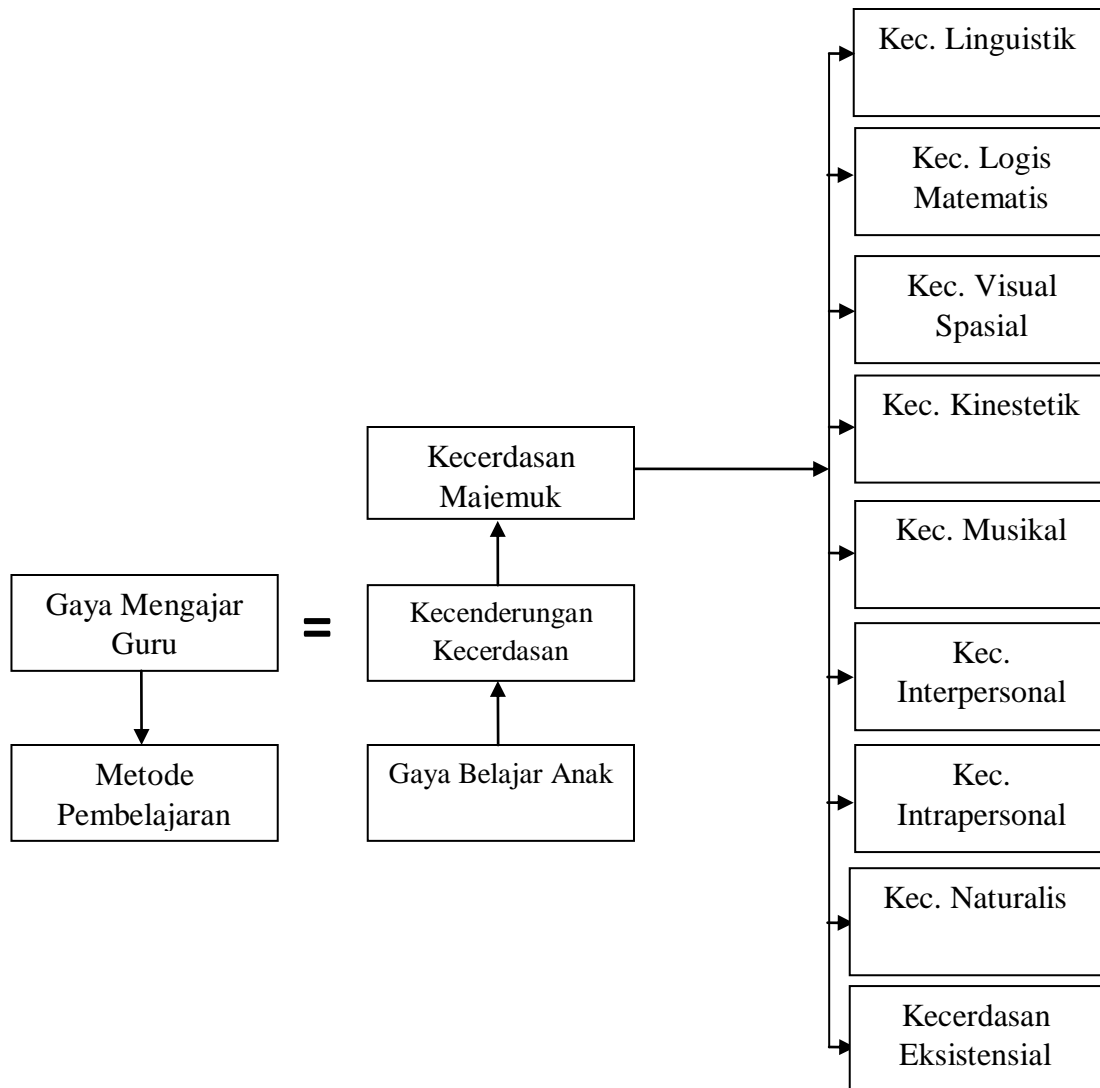 Kec. Linguistik
Kec. Logis
Matematis
Kec. Visual
Spasial
Kec. Kinestetik
Kecerdasan
Majemuk
Kec. Musikal
Gaya Mengajar
Guru
=
Kecenderungan
Kecerdasan
Kec.
Interpersonal
Metode
Pembelajaran
Gaya Belajar Anak
Kec.
Intrapersonal
Kec. Naturalis
Kecerdasan
Eksistensial